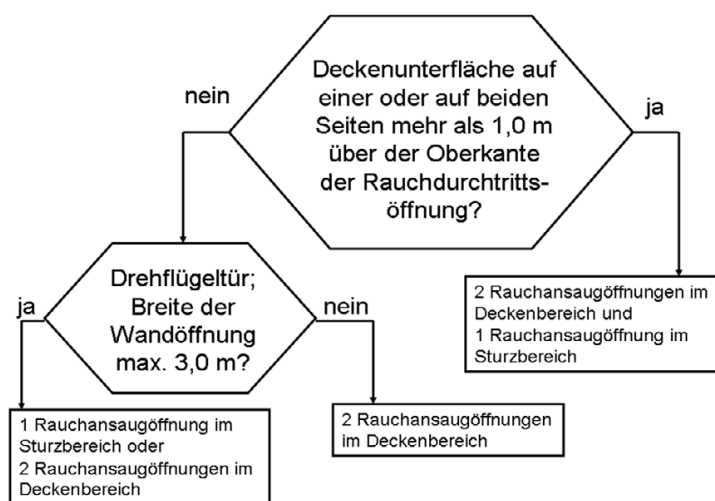 Deckenunterfläche auf
einer oder auf beiden
Seiten mehr als 1,0 m
über der Oberkante
der Rauchdurchtritts-
öffnung?
nein
ja
Drehflügeltür;
Breite der
Wandöffnung
max. 3,0 m?
ja
nein
2 Rauchansaugöffnungen im
Deckenbereich und
1 Rauchansaugöffnung im
Sturzbereich
1 Rauchansaugöffnung im
Sturzbereich oder
2 Rauchansaugöffnungen im
Deckenbereich
2 Rauchansaugöffnungen
im Deckenbereich